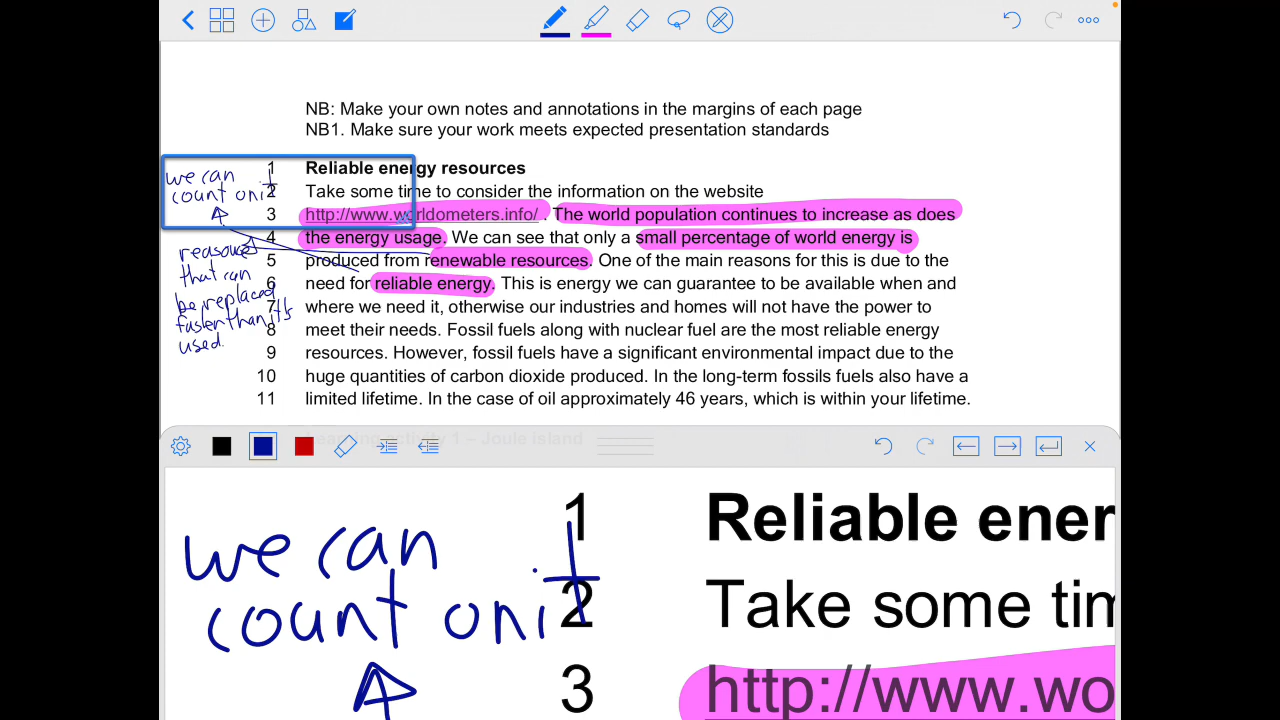 NB: Make your own notes and annotations in the margins of each page
NB1. Make sure your work meets expected presentation standards
1 Reliable energy resources
2 Take some time to consider the information on the website
3 http://www.worldometers.info/ . The world population continues to increase as does
4 the energy usage. We can see that only a small percentage of world energy is
5 produced from renewable resources. One of the main reasons for this is due to the
6 need for reliable energy. This is energy we can guarantee to be available when and
7 where we need it, otherwise our industries and homes will not have the power to
8 meet their needs. Fossil fuels along with nuclear fuel are the most reliable energy
9 resources. However, fossil fuels have a significant environmental impact due to the
10 huge quantities of carbon dioxide produced. In the long-term fossils fuels also have a
11 limited lifetime. In the case of oil approximately 46 years, which is within your lifetime.
we can
count on it
that can
be replaced
faster than it's
used.
Learning activity 1 – Joule island
we can
count on it
1 Reliable ener
2 Take some tim
3 http://www.wo